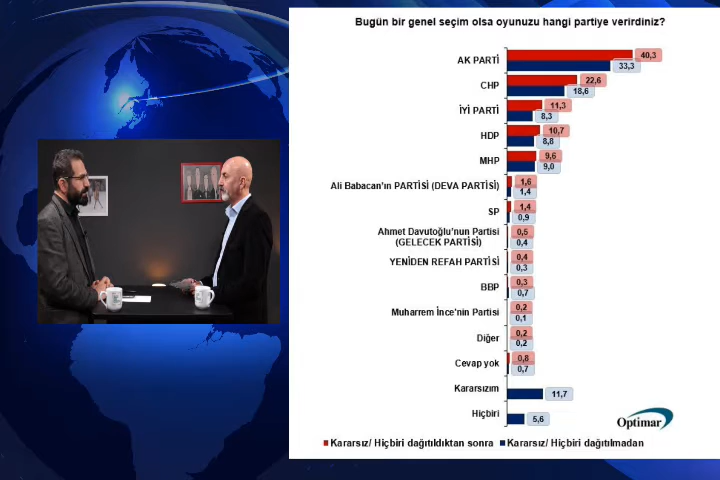 Bugün bir genel seçim olsa oyunuzu hangi partiye verirdiniz?
AK PARTİ
40,3
33,3
CHP
22,6
18,6
İYİ PARTİ
11,3
8,3
HDP
10,7
8,8
MHP
9,6
9,0
Ali Babacan'ın PARTİSİ (DEVA PARTİSİ)
1,6
1,4
SP
1,4
0,9
Ahmet Davutoğlu'nun Partisi
(GELECEK PARTİSİ)
0,5
0,4
YENİDEN REFAH PARTİSİ
0,4
0,3
BBP
0,3
0,7
Muharrem İnce'nin Partisi
0,2
0,1
Diğer
0,2
0,2
Cevap yok
0,8
0,7
Kararsızım
11,7
Hiçbiri
5,6
Optimar
Kararsız/ Hiçbiri dağıtıldıktan sonra
Kararsız/ Hiçbiri dağıtılmadan